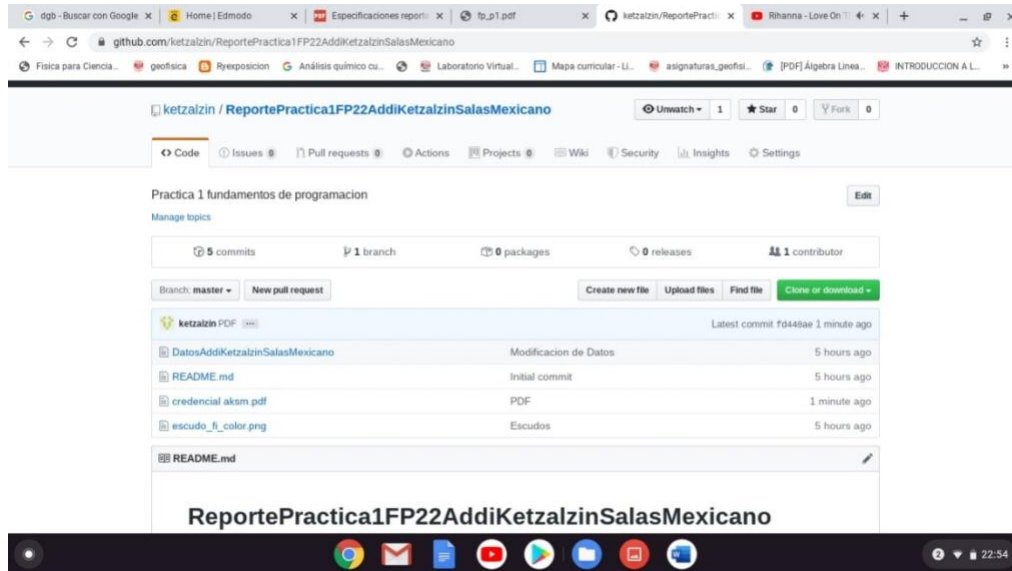 dgb - Buscar con Google
Home | Edmodo
Especificaciones reporte
fp_p1.pdf
ketzalzin/ReportePractic
Rihanna - Love On T
github.com/ketzalzin/ReportePractica1FP22AddiKetzalzinSalasMexicano
Fisica para Ciencia...
geofisica
Ryexposicion
Análisis químico cu...
Laboratorio Virtual...
Mapa curricular - Li...
asignaturas_geofisi...
[PDF] Álgebra Linea...
INTRODUCCION A L...
ketzalzin / ReportePractica1FP22AddiKetzalzinSalasMexicano
Unwatch 1
Star 0
Fork 0
Code
Issues 0
Pull requests 0
Actions
Projects 0
Wiki
Security
Insights
Settings
Practica 1 fundamentos de programacion
Edit
Manage topics
5 commits
1 branch
0 packages
0 releases
1 contributor
Branch: master
New pull request
Create new file
Upload files
Find file
Clone or download
ketzalzin PDF
Latest commit fd440ae 1 minute ago
DatosAddiKetzalzinSalasMexicano Modificacion de Datos 5 hours ago
README.md Initial commit 5 hours ago
credencial aksm.pdf PDF 1 minute ago
escudo_fi_color.png Escudos 5 hours ago
README.md
ReportePractica1FP22AddiKetzalzinSalasMexicano
2 22:54